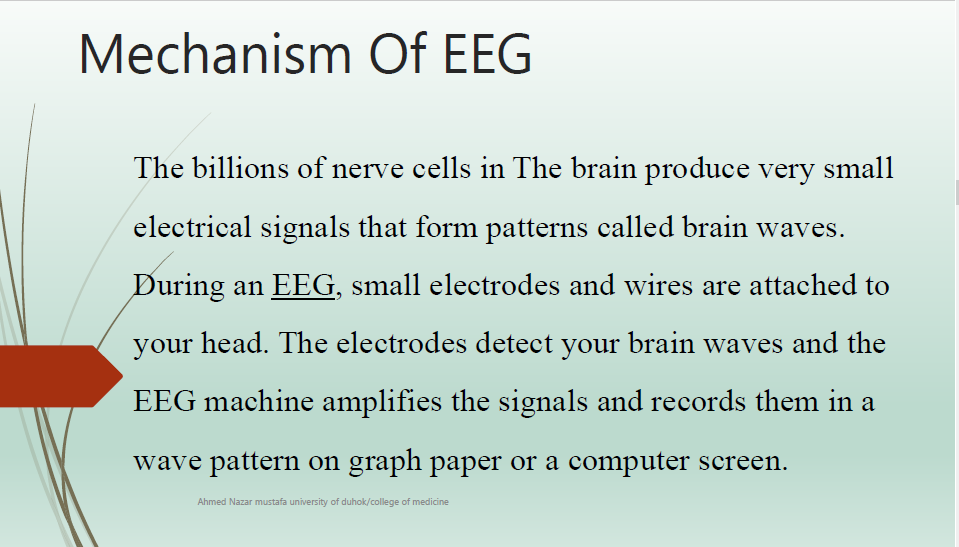 Mechanism Of EEG
The billions of nerve cells in The brain produce very small
electrical signals that form patterns called brain waves.
During an EEG, small electrodes and wires are attached to
your head. The electrodes detect your brain waves and the
EEG machine amplifies the signals and records them in a
wave pattern on graph paper or a computer screen.
Ahmed Nazar mustafa university of duhok/college of medicine